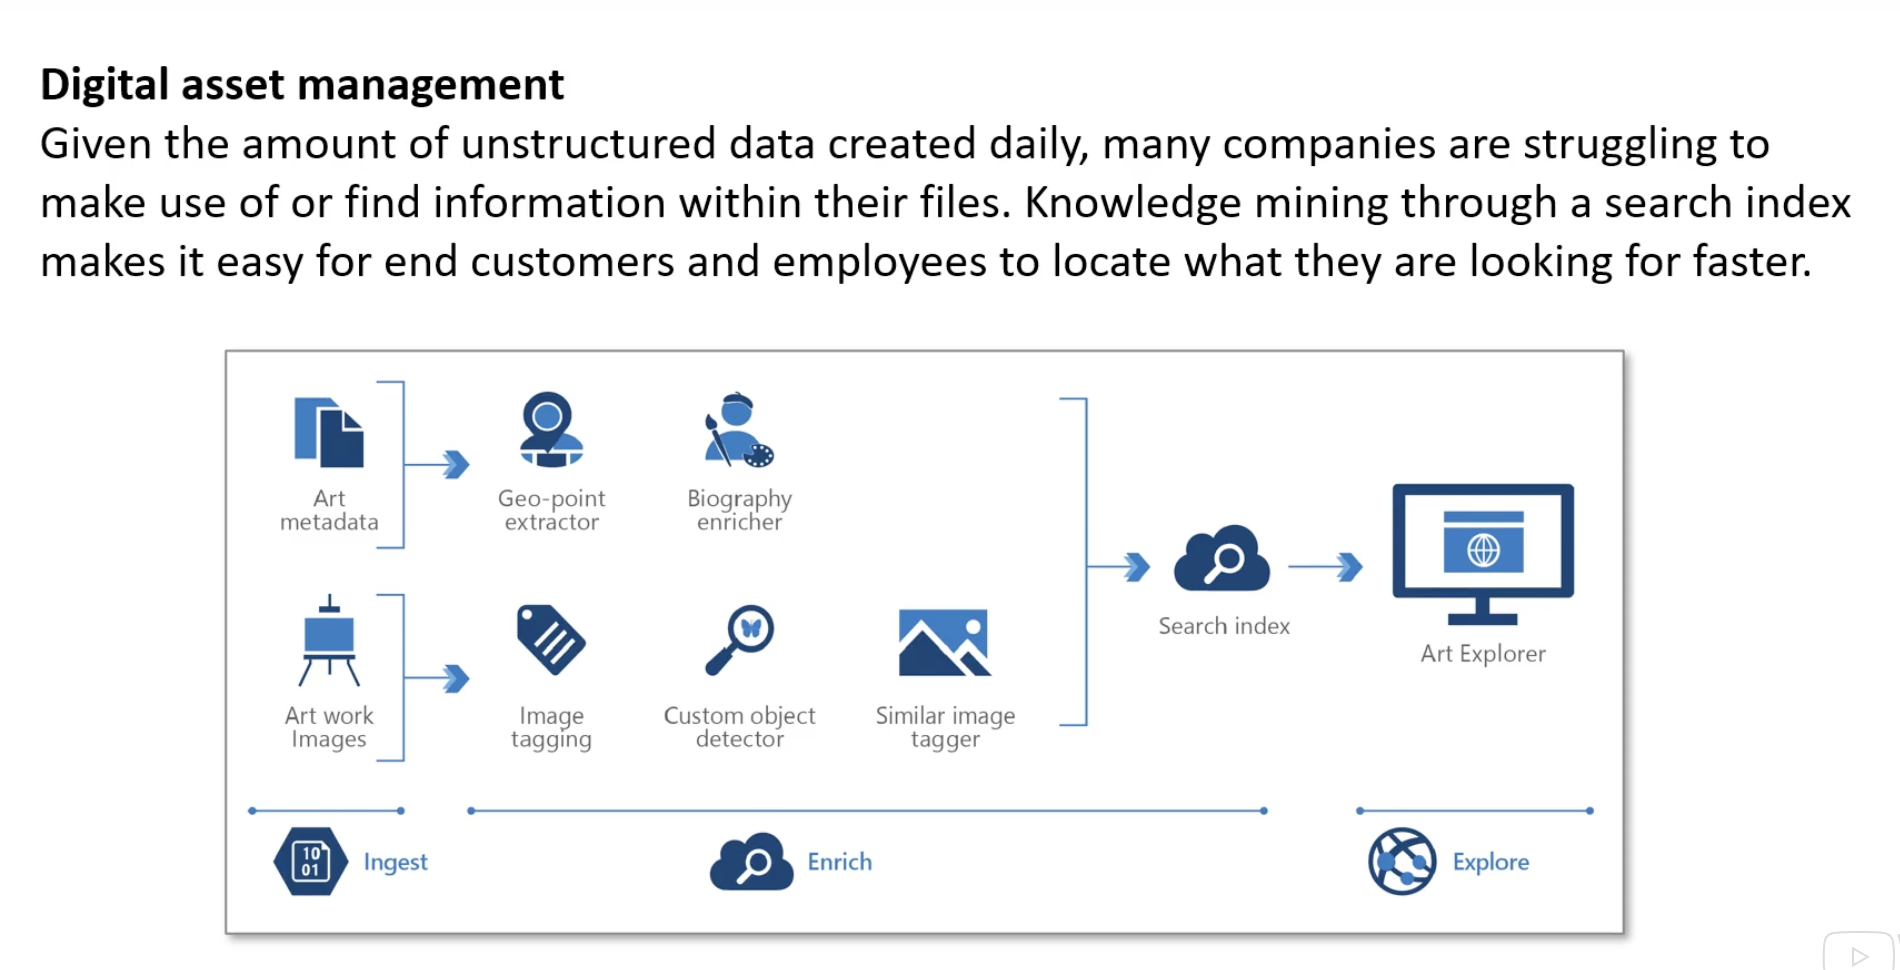 Digital asset management
Given the amount of unstructured data created daily, many companies are struggling to
make use of or find information within their files. Knowledge mining through a search index
makes it easy for end customers and employees to locate what they are looking for faster.
Art
metadata
Geo-point
extractor
Biography
enricher
Search index
Art Explorer
Art work
Images
Image
tagging
Custom object
detector
Similar image
tagger
10
01
Ingest
Enrich
Explore